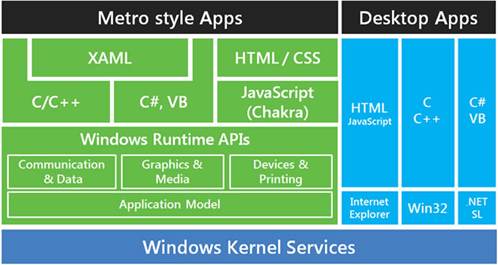 Metro style Apps
Desktop Apps
XAML
HTML / CSS
C/C++
C#, VB
JavaScript
(Chakra)
Windows Runtime APIs
Communication
& Data
Graphics &
Media
Devices &
Printing
Application Model
HTML
JavaScript
C
C++
C#
VB
Internet
Explorer
Win32
.NET
SL
Windows Kernel Services